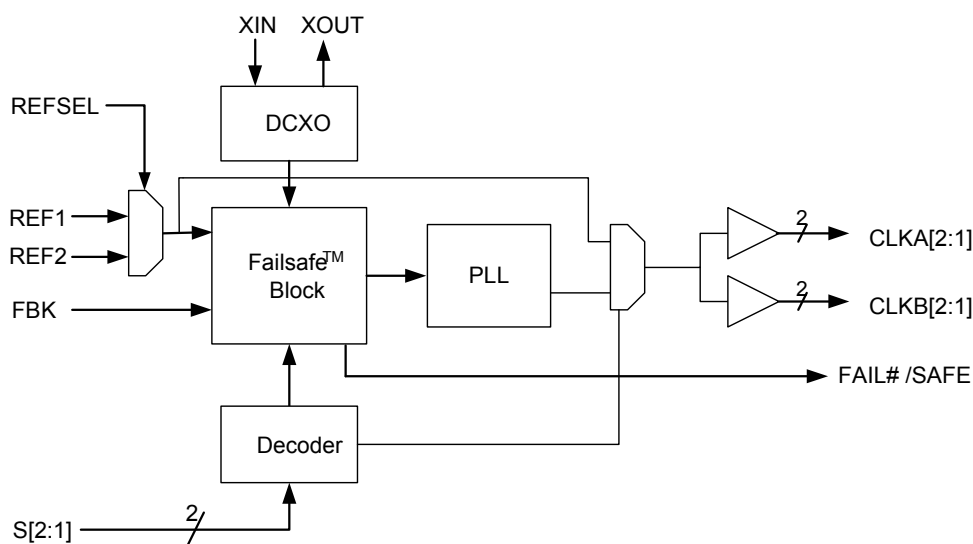 XIN
XOUT
REFSEL
DCXO
REF1
REF2
FBK
Failsafe™
Block
PLL
2
CLKA[2:1]
2
CLKB[2:1]
FAIL# /SAFE
Decoder
2
S[2:1]